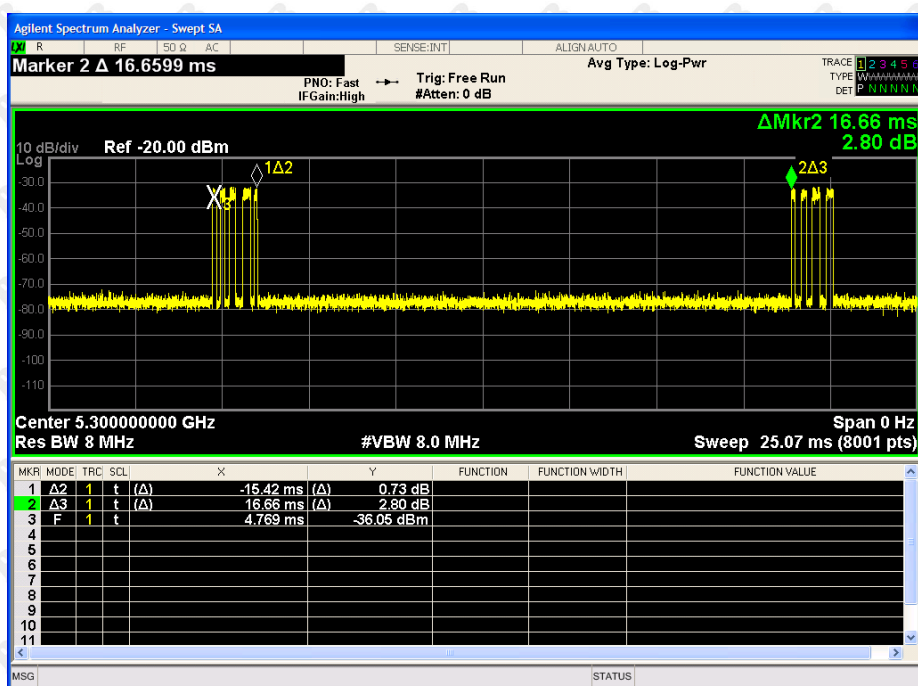 Agilent Spectrum Analyzer - Swept SA
LXI R RF 50 Ω AC SENSE:INT ALIGN AUTO
Marker 2 Δ 16.6599 ms
PNO: Fast
IFGain:High
Trig: Free Run
#Atten: 0 dB
Avg Type: Log-Pwr
TRACE 1 2 3 4 5 6
TYPE
DET P N N N N N
ΔMkr2 16.66 ms
2.80 dB
10 dB/div Ref -20.00 dBm
Log
1Δ2
2Δ3
3
-30.0
-40.0
-50.0
-60.0
-70.0
-80.0
-90.0
-100
-110
Center 5.300000000 GHz Span 0 Hz
Res BW 8 MHz #VBW 8.0 MHz Sweep 25.07 ms (8001 pts)
MKR MODE TRC SCL X Y FUNCTION FUNCTION WIDTH FUNCTION VALUE
1 Δ2 1 t (Δ) -15.42 ms (Δ) 0.73 dB
2 Δ3 1 t (Δ) 16.66 ms (Δ) 2.80 dB
3 F 1 t 4.769 ms -36.05 dBm
4
5
6
7
8
9
10
11
MSG STATUS